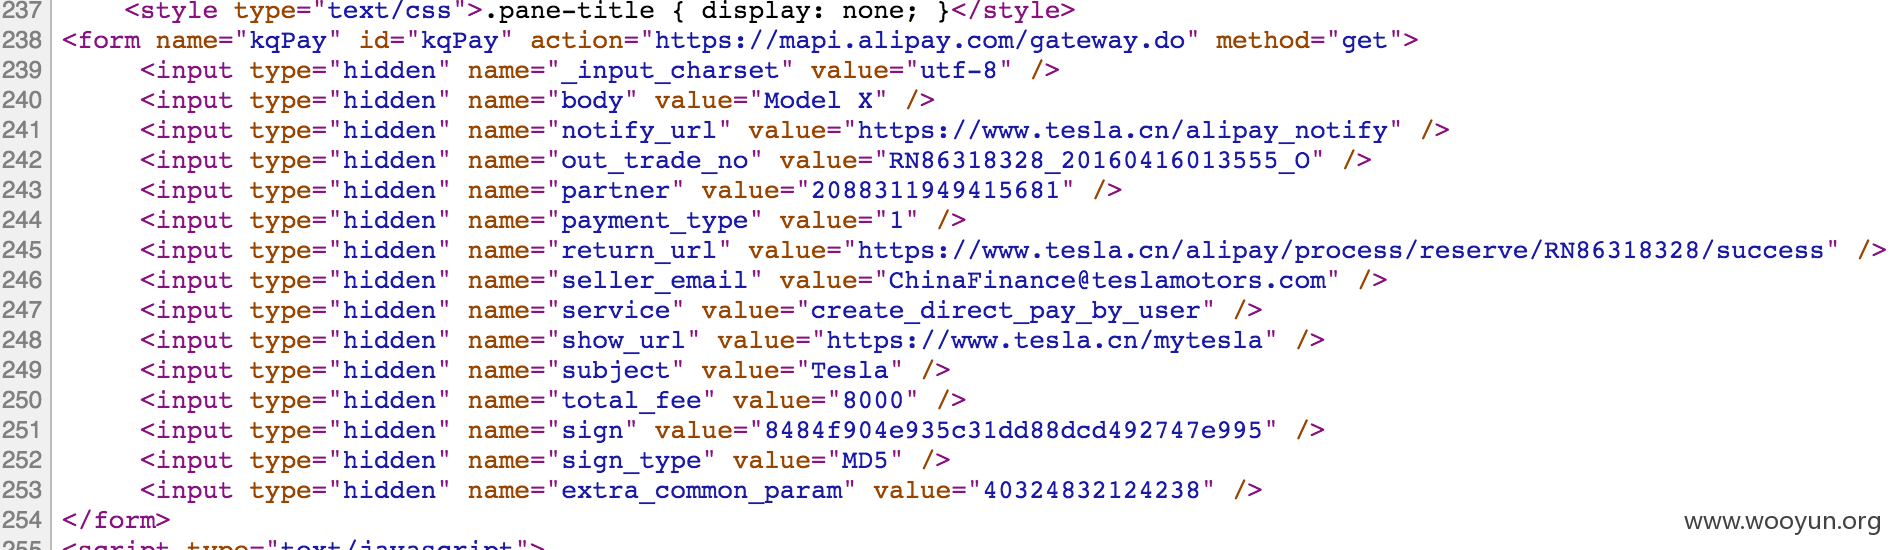 237 <style type="text/css">.pane-title { display: none; }</style>
238 <form name="kqPay" id="kqPay" action="https://mapi.alipay.com/gateway.do" method="get">
239 <input type="hidden" name="_input_charset" value="utf-8" />
240 <input type="hidden" name="body" value="Model X" />
241 <input type="hidden" name="notify_url" value="https://www.tesla.cn/alipay_notify" />
242 <input type="hidden" name="out_trade_no" value="RN86318328_20160416013555_O" />
243 <input type="hidden" name="partner" value="2088311949415681" />
244 <input type="hidden" name="payment_type" value="1" />
245 <input type="hidden" name="return_url" value="https://www.tesla.cn/alipay/process/reserve/RN86318328/success" />
246 <input type="hidden" name="seller_email" value="ChinaFinance@teslamotors.com" />
247 <input type="hidden" name="service" value="create_direct_pay_by_user" />
248 <input type="hidden" name="show_url" value="https://www.tesla.cn/mytesla" />
249 <input type="hidden" name="subject" value="Tesla" />
250 <input type="hidden" name="total_fee" value="8000" />
251 <input type="hidden" name="sign" value="8484f904e935c31dd88dcd492747e995" />
252 <input type="hidden" name="sign_type" value="MD5" />
253 <input type="hidden" name="extra_common_param" value="40324832124238" />
254 </form>
www.wooyun.org
255 <script type="text/javascript">